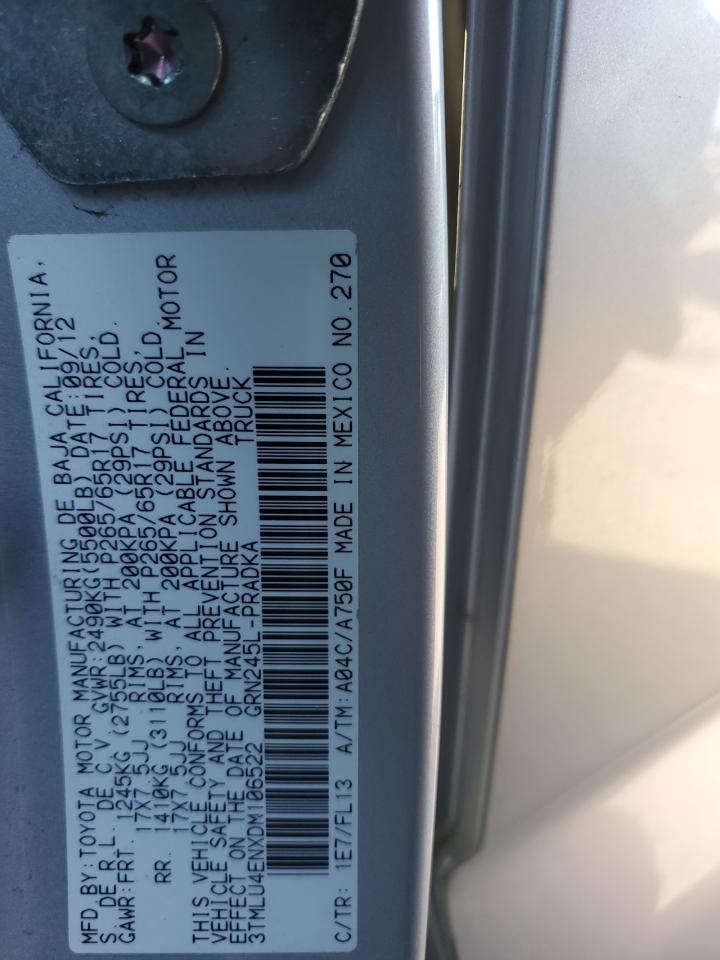 MFD. BY: TOYOTA MOTOR MANUFACTURING DE BAJA CALIFORNIA,
S. DE R.L. DE C.V. GVWR: 2490KG (5500LB) DATE: 09/12
GAWR: FRT. 1245KG (2755LB) WITH P265/65R17 TIRES,
17X7.5JJ RIMS, AT 200KPA (29PSI) COLD.
RR. 1410KG (3110LB) WITH P265/65R17 TIRES,
17X7.5JJ RIMS, AT 200KPA (29PSI) COLD.
THIS VEHICLE CONFORMS TO ALL APPLICABLE FEDERAL MOTOR
VEHICLE SAFETY AND THEFT PREVENTION STANDARDS IN
EFFECT ON THE DATE OF MANUFACTURE SHOWN ABOVE.
3TMLU4ENXDM106522 GRN245L-PRADKA TRUCK
C/TR: 1E7/FL13 A/TM: A04C/A750F MADE IN MEXICO NO. 270